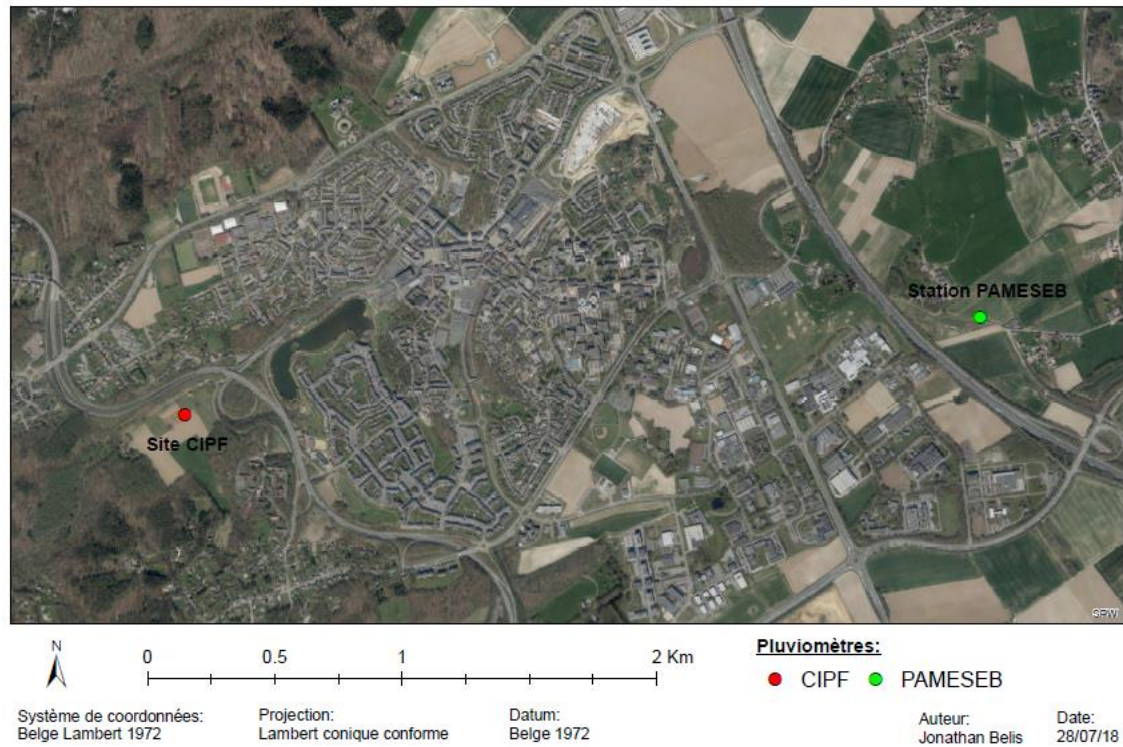 Station PAMESEB
Site CIPF
SPW
N
0 0.5 1 2 Km
Pluviomètres:
CIPF PAMESEB
Système de coordonnées:
Belge Lambert 1972
Projection:
Lambert conique conforme
Datum:
Belge 1972
Auteur:
Jonathan Belis
Date:
28/07/18